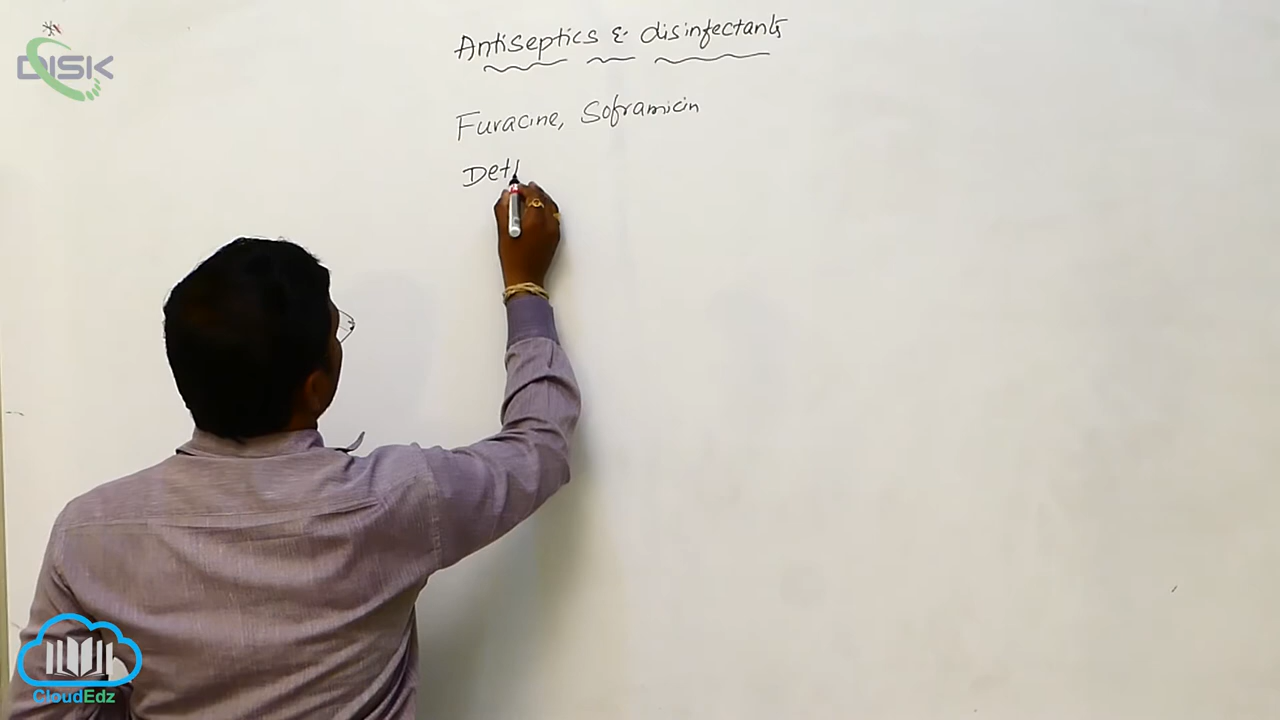 DISK
Antiseptics & disinfectants
Furacine, Soframicin
Dett
CloudEdz